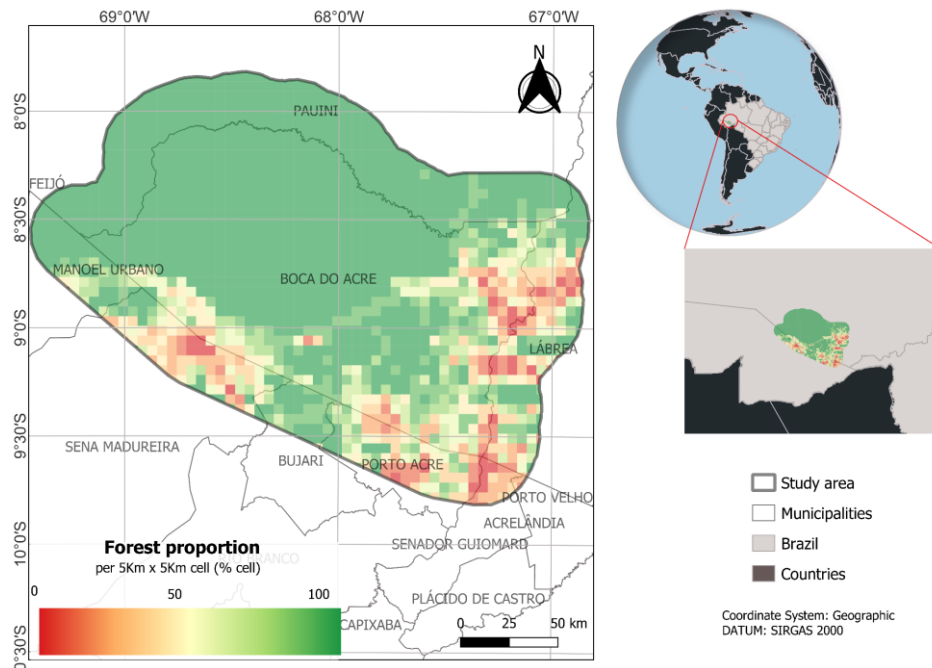 69°0'W
68°0'W
67°0'W
N
8°0'S
8°30'S
9°0'S
9°30'S
10°0'S
0°30'S
PAUINI
FEIJÓ
MANOEL URBANO
BOCA DO ACRE
LÁBREA
SENA MADUREIRA
BUJARI
PORTO ACRE
PORTO VELHO
ACRELÂNDIA
SENADOR GUIOMARD
BRANCO
PLÁCIDO DE CASTRO
CAPIXABA
Forest proportion
per 5Km x 5Km cell (% cell)
0
50
100
0
25
50 km
Study area
Municipalities
Brazil
Countries
Coordinate System: Geographic
DATUM: SIRGAS 2000